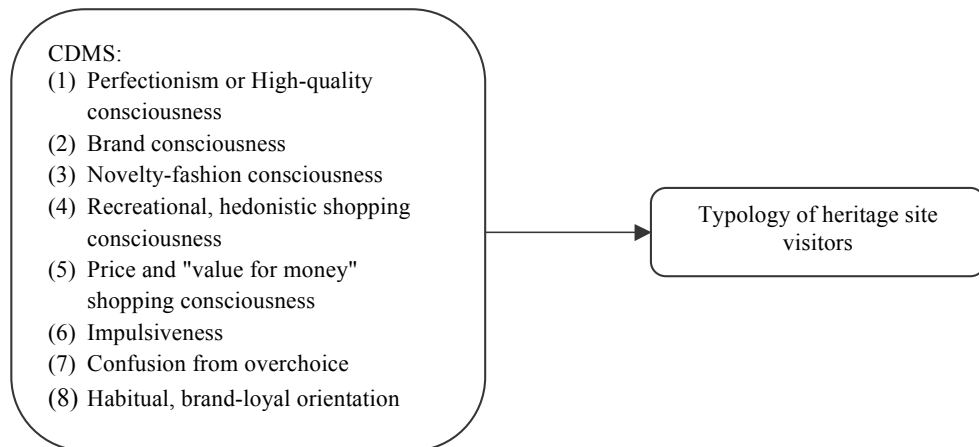 CDMS:
(1) Perfectionism or High-quality
consciousness
(2) Brand consciousness
(3) Novelty-fashion consciousness
(4) Recreational, hedonistic shopping
consciousness
(5) Price and "value for money"
shopping consciousness
(6) Impulsiveness
(7) Confusion from overchoice
(8) Habitual, brand-loyal orientation
Typology of heritage site
visitors